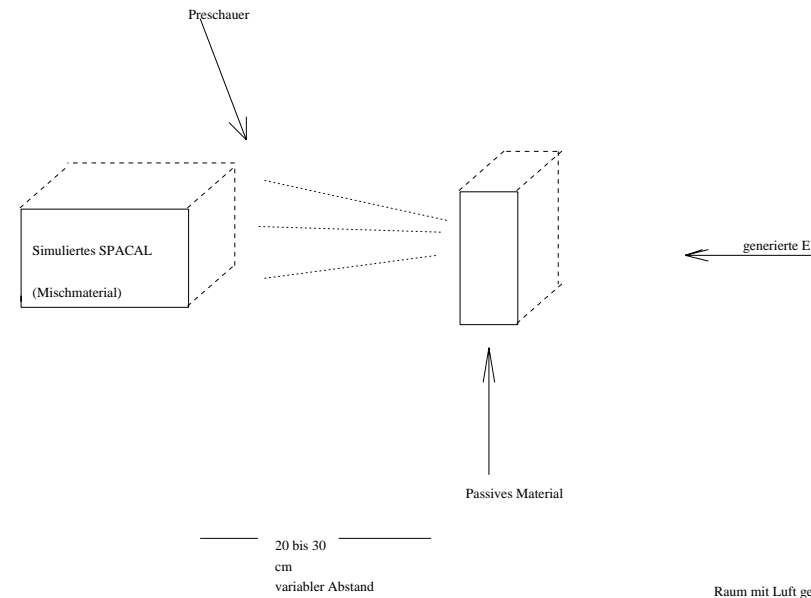 Preschauer
Simuliertes SPACAL
(Mischmaterial)
generierte E
Passives Material
20 bis 30
cm
variabler Abstand
Raum mit Luft ge